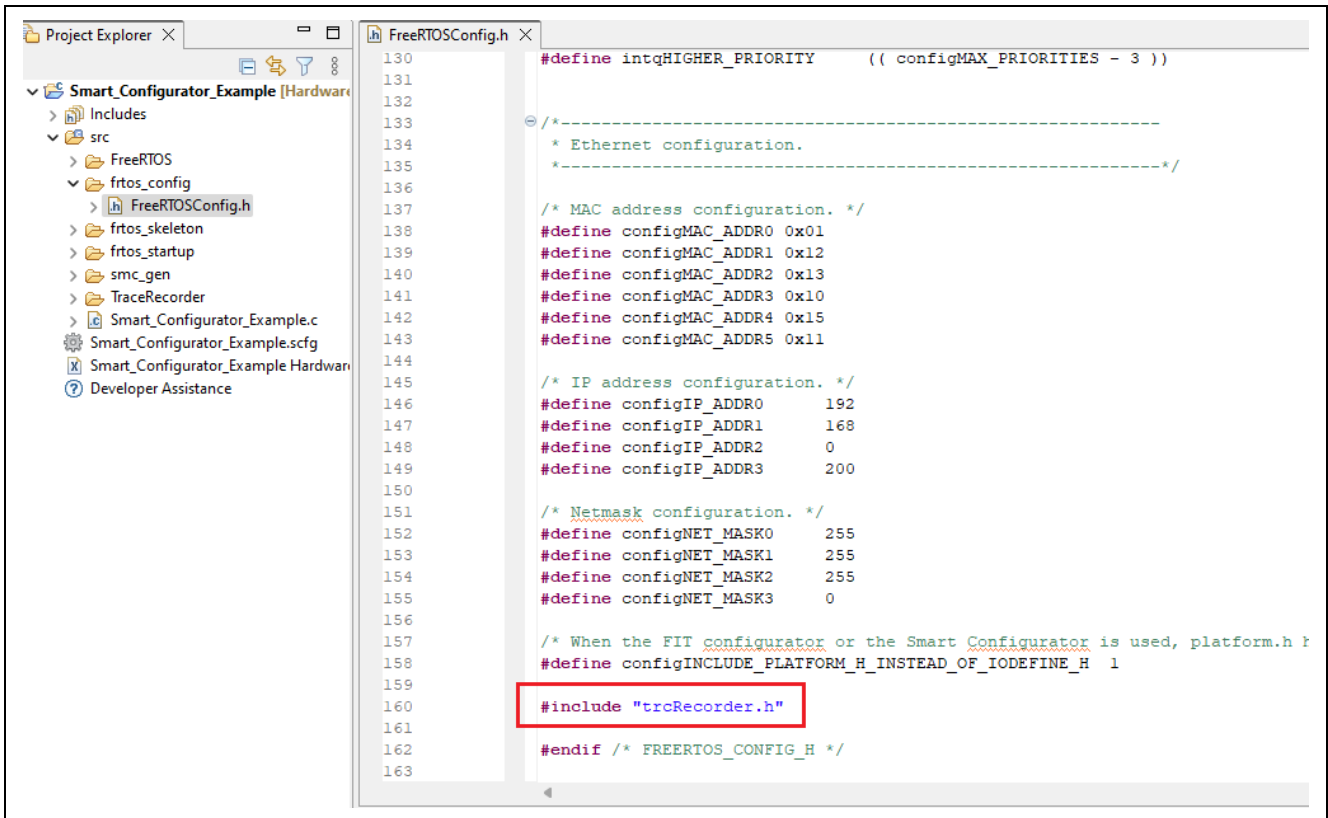 Project Explorer
Smart_Configurator_Example [Hardware
Includes
src
FreeRTOS
frtos_config
FreeRTOSConfig.h
frtos_skeleton
frtos_startup
smc_gen
TraceRecorder
Smart_Configurator_Example.c
Smart_Configurator_Example.scfg
Smart_Configurator_Example Hardwar
Developer Assistance
FreeRTOSConfig.h
130 #define intqHIGHER_PRIORITY (( configMAX_PRIORITIES - 3 ))
131
132
133 /*-----------------------------------------------------------
134 * Ethernet configuration.
135 *-----------------------------------------------------------*/
136
137 /* MAC address configuration. */
138 #define configMAC_ADDR0 0x01
139 #define configMAC_ADDR1 0x12
140 #define configMAC_ADDR2 0x13
141 #define configMAC_ADDR3 0x10
142 #define configMAC_ADDR4 0x15
143 #define configMAC_ADDR5 0x11
144
145 /* IP address configuration. */
146 #define configIP_ADDR0 192
147 #define configIP_ADDR1 168
148 #define configIP_ADDR2 0
149 #define configIP_ADDR3 200
150
151 /* Netmask configuration. */
152 #define configNET_MASK0 255
153 #define configNET_MASK1 255
154 #define configNET_MASK2 255
155 #define configNET_MASK3 0
156
157 /* When the FIT configurator or the Smart Configurator is used, platform.h h
158 #define configINCLUDE_PLATFORM_H_INSTEAD_OF_IODEFINE_H 1
159
160 #include "trcRecorder.h"
161
162 #endif /* FREERTOS_CONFIG_H */
163